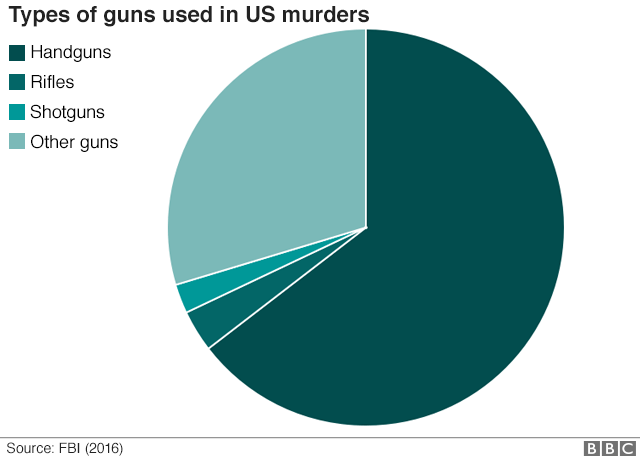 Types of guns used in US murders
Handguns
Rifles
Shotguns
Other guns
Source: FBI (2016)
BBC